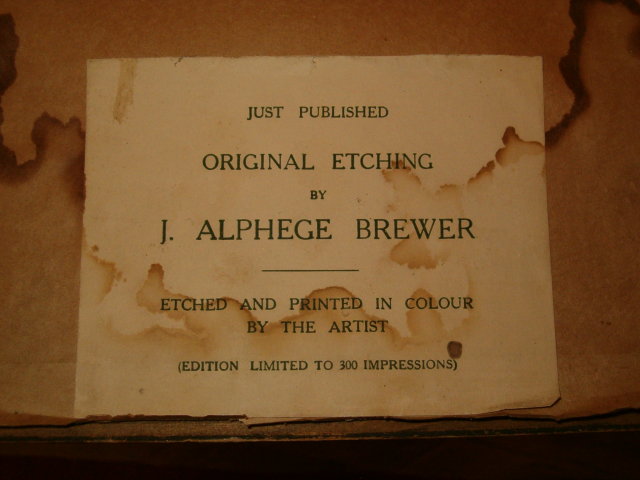 JUST PUBLISHED
ORIGINAL ETCHING
BY
J. ALPHEGE BREWER
ETCHED AND PRINTED IN COLOUR
BY THE ARTIST
(EDITION LIMITED TO 300 IMPRESSIONS)